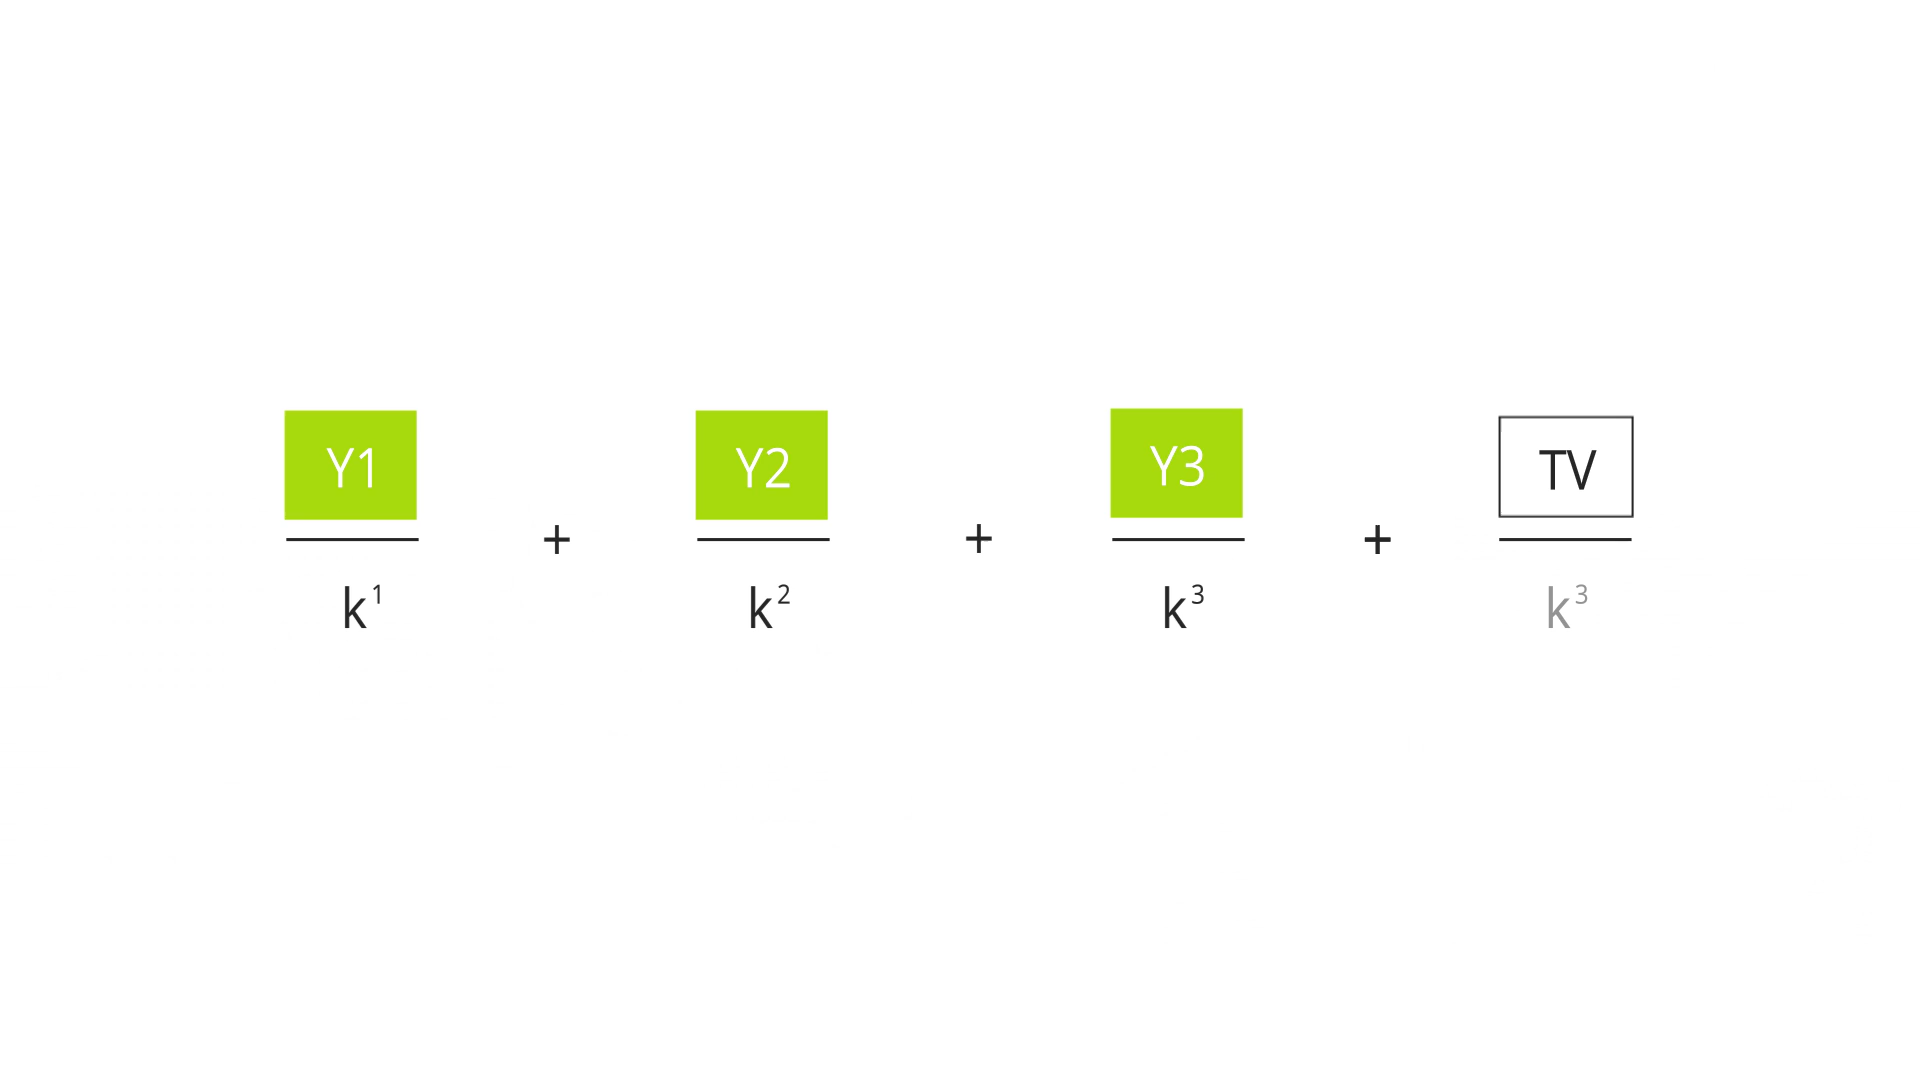 Y1 + Y2 + Y3 + TV
k¹ k² k³ k³